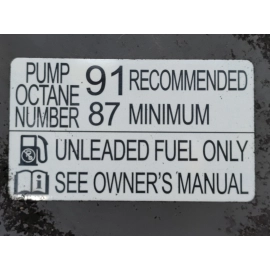 PUMP OCTANE NUMBER
91 RECOMMENDED
87 MINIMUM
UNLEADED FUEL ONLY
SEE OWNER'S MANUAL